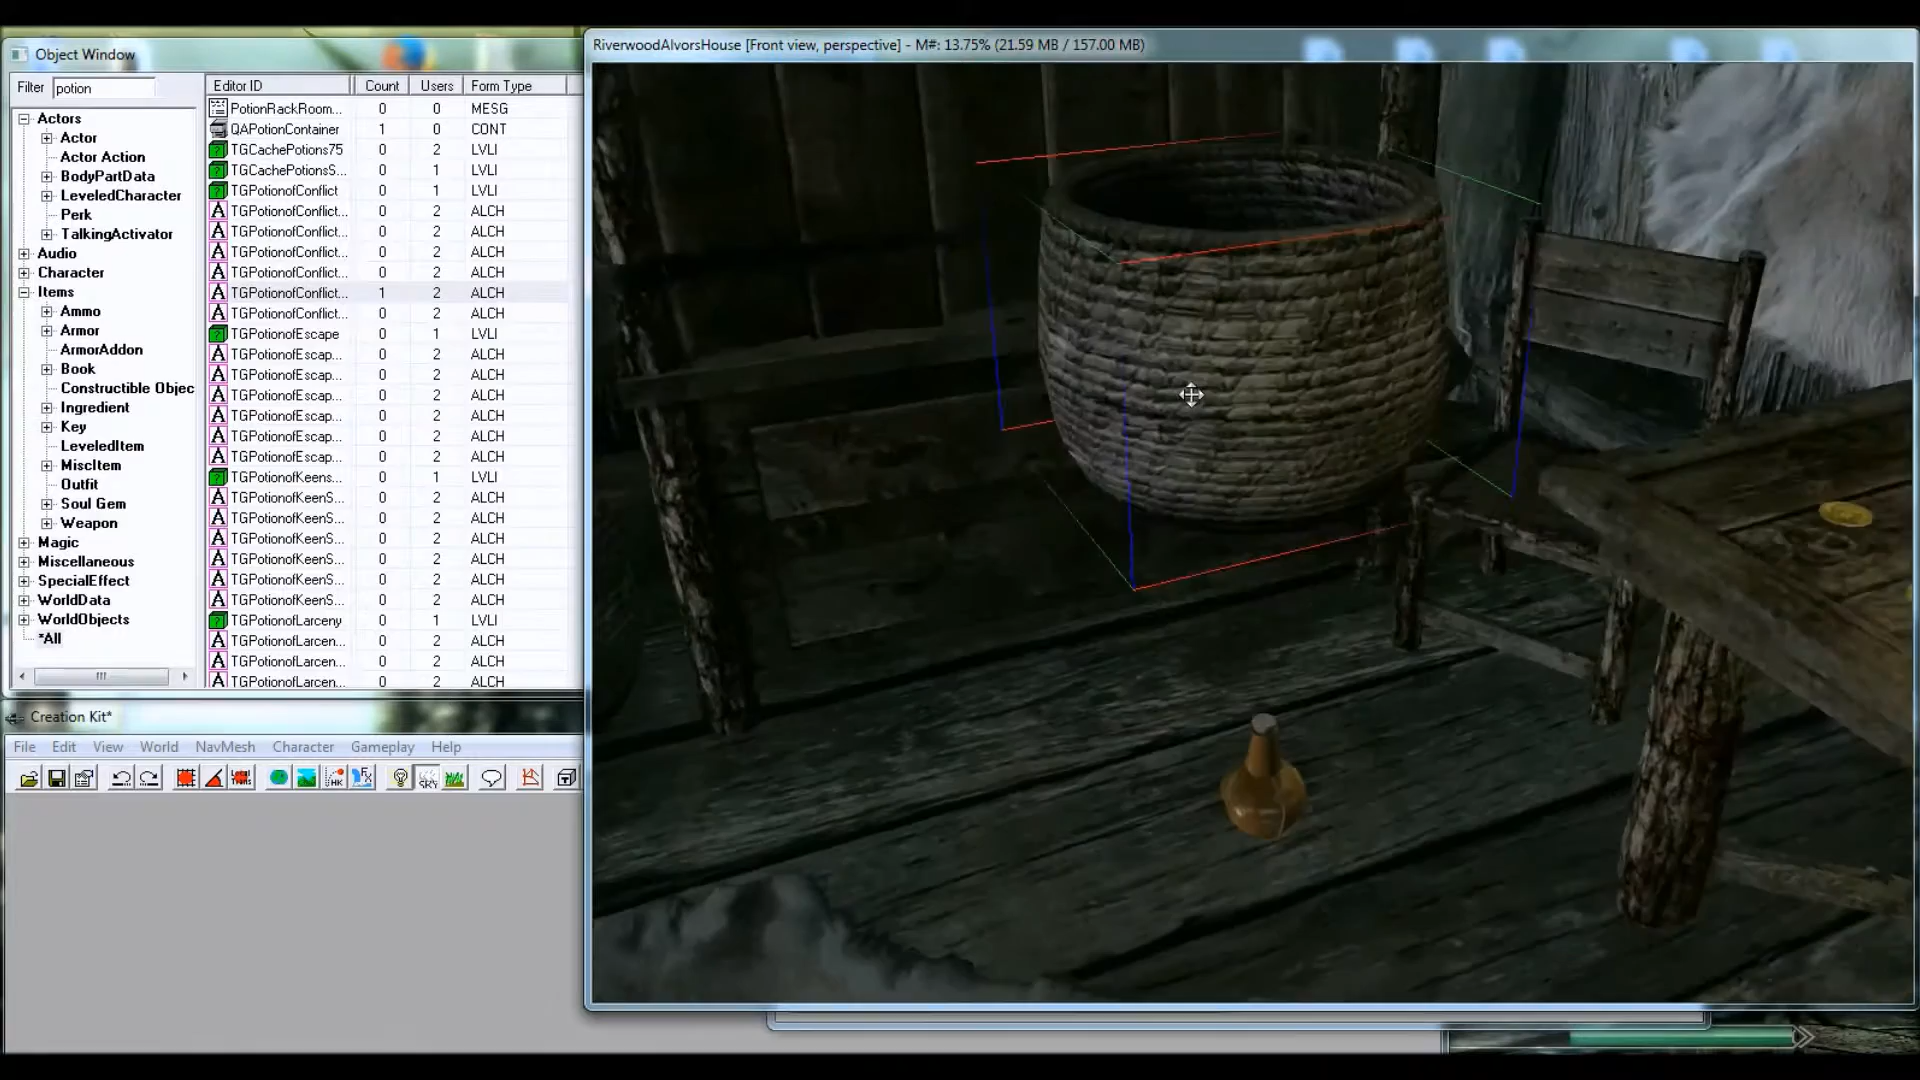 Object Window
Filter potion
Actors
Actor
Actor Action
BodyPartData
LeveledCharacter
Perk
TalkingActivator
Audio
Character
Items
Ammo
Armor
ArmorAddon
Book
Constructible Objec
Ingredient
Key
LeveledItem
MiscItem
Outfit
Soul Gem
Weapon
Magic
Miscellaneous
SpecialEffect
WorldData
WorldObjects
*All
Editor ID Count Users Form Type
PotionRackRoom... 0 0 MESG
QAPotionContainer 1 0 CONT
TGCachePotions75 0 2 LVLI
TGCachePotionsS... 0 1 LVLI
TGPotionofConflict 0 1 LVLI
TGPotionofConflict... 0 2 ALCH
TGPotionofConflict... 0 2 ALCH
TGPotionofConflict... 0 2 ALCH
TGPotionofConflict... 0 2 ALCH
TGPotionofConflict... 1 2 ALCH
TGPotionofConflict... 0 2 ALCH
TGPotionofEscape 0 1 LVLI
TGPotionofEscap... 0 2 ALCH
TGPotionofEscap... 0 2 ALCH
TGPotionofEscap... 0 2 ALCH
TGPotionofEscap... 0 2 ALCH
TGPotionofEscap... 0 2 ALCH
TGPotionofEscap... 0 2 ALCH
TGPotionofKeens... 0 1 LVLI
TGPotionofKeenS... 0 2 ALCH
TGPotionofKeenS... 0 2 ALCH
TGPotionofKeenS... 0 2 ALCH
TGPotionofKeenS... 0 2 ALCH
TGPotionofKeenS... 0 2 ALCH
TGPotionofKeenS... 0 2 ALCH
TGPotionofLarceny 0 1 LVLI
TGPotionofLarcen... 0 2 ALCH
TGPotionofLarcen... 0 2 ALCH
TGPotionofLarcen... 0 2 ALCH
Creation Kit*
File Edit View World NavMesh Character Gameplay Help
SKY
RiverwoodAlvorsHouse [Front view, perspective] - M#: 13.75% (21.59 MB / 157.00 MB)